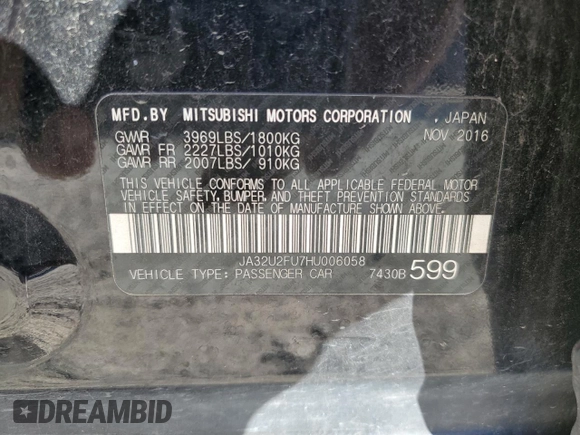 MFD.BY MITSUBISHI MOTORS CORPORATION , JAPAN
GVWR 3969LBS/1800KG NOV. 2016
GAWR FR 2227LBS/1010KG
GAWR RR 2007LBS/ 910KG
THIS VEHICLE CONFORMS TO ALL APPLICABLE FEDERAL MOTOR
VEHICLE SAFETY, BUMPER, AND THEFT PREVENTION STANDARDS
IN EFFECT ON THE DATE OF MANUFACTURE SHOWN ABOVE.
JA32U2FU7HU006058
VEHICLE TYPE: PASSENGER CAR 7430B 599
DREAMBID